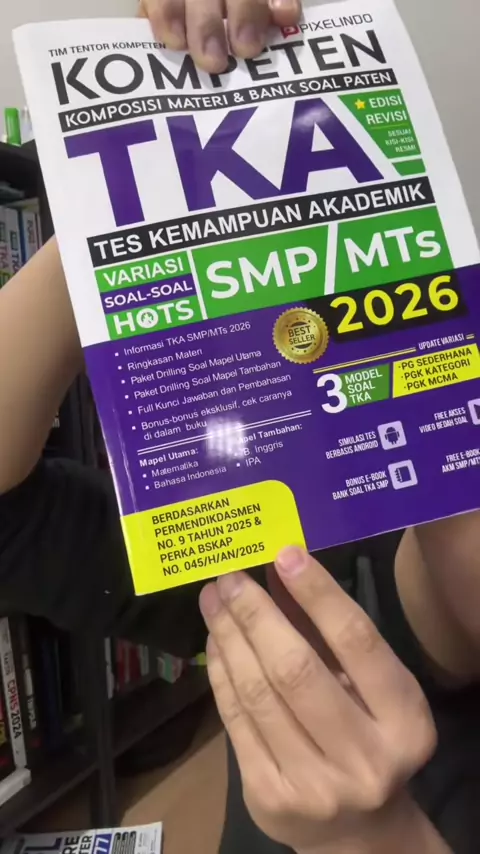 PIXELINDO
TIM TENTOR KOMPETEN
KOMPETEN
KOMPOSISI MATERI & BANK SOAL PATEN
TKA
EDISI
REVISI
SESUAI
KISI-KISI
RESMI
TES KEMAMPUAN AKADEMIK
VARIASI
SOAL-SOAL
HOTS
SMP/MTs
2026
BEST
SELLER
• Informasi TKA SMP/MTs 2026
• Ringkasan Materi
• Paket Drilling Soal Mapel Utama
• Paket Drilling Soal Mapel Tambahan
• Full Kunci Jawaban dan Pembahasan
• Bonus-bonus eksklusif, cek caranya
di dalam buku
Mapel Utama:
• Matematika
• Bahasa Indonesia
Mapel Tambahan:
• B. Inggris
• IPA
UPDATE VARIASI
3 MODEL
SOAL
TKA
• PG SEDERHANA
• PGK KATEGORI
• PGK MCMA
SIMULASI TES
BERBASIS ANDROID
FREE AKSES
VIDEO BEDAH SOAL
BONUS E-BOOK
BANK SOAL TKA SMP
FREE E-BOOK
AKM SMP/MTS
BERDASARKAN
PERMENDIKDASMEN
NO. 9 TAHUN 2025 &
PERKA BSKAP
NO. 045/H/AN/2025
CPNS 2024
77